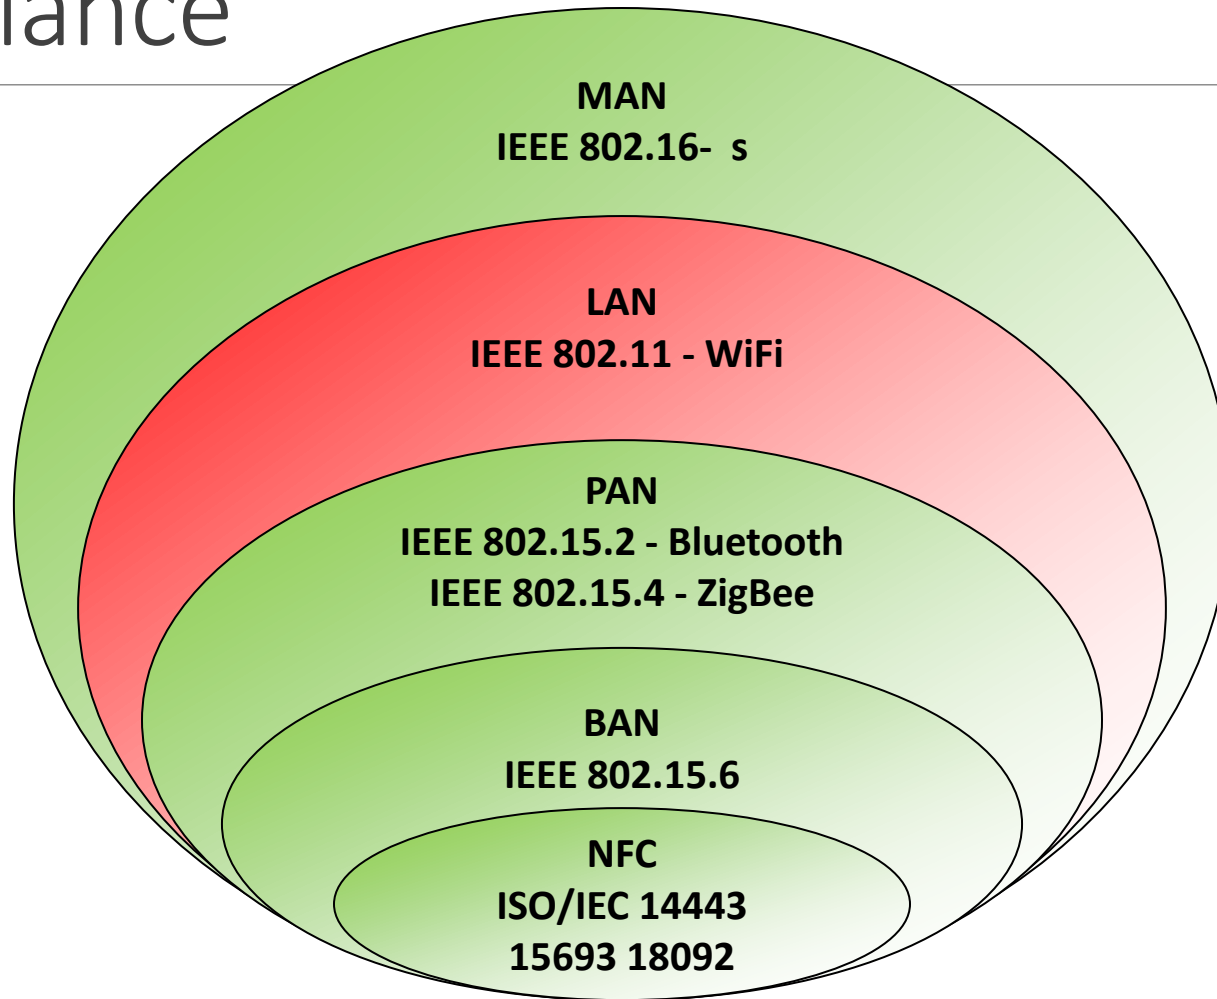 MAN
IEEE 802.16- s
LAN
IEEE 802.11 - WiFi
PAN
IEEE 802.15.2 - Bluetooth
IEEE 802.15.4 - ZigBee
BAN
IEEE 802.15.6
NFC
ISO/IEC 14443
15693 18092